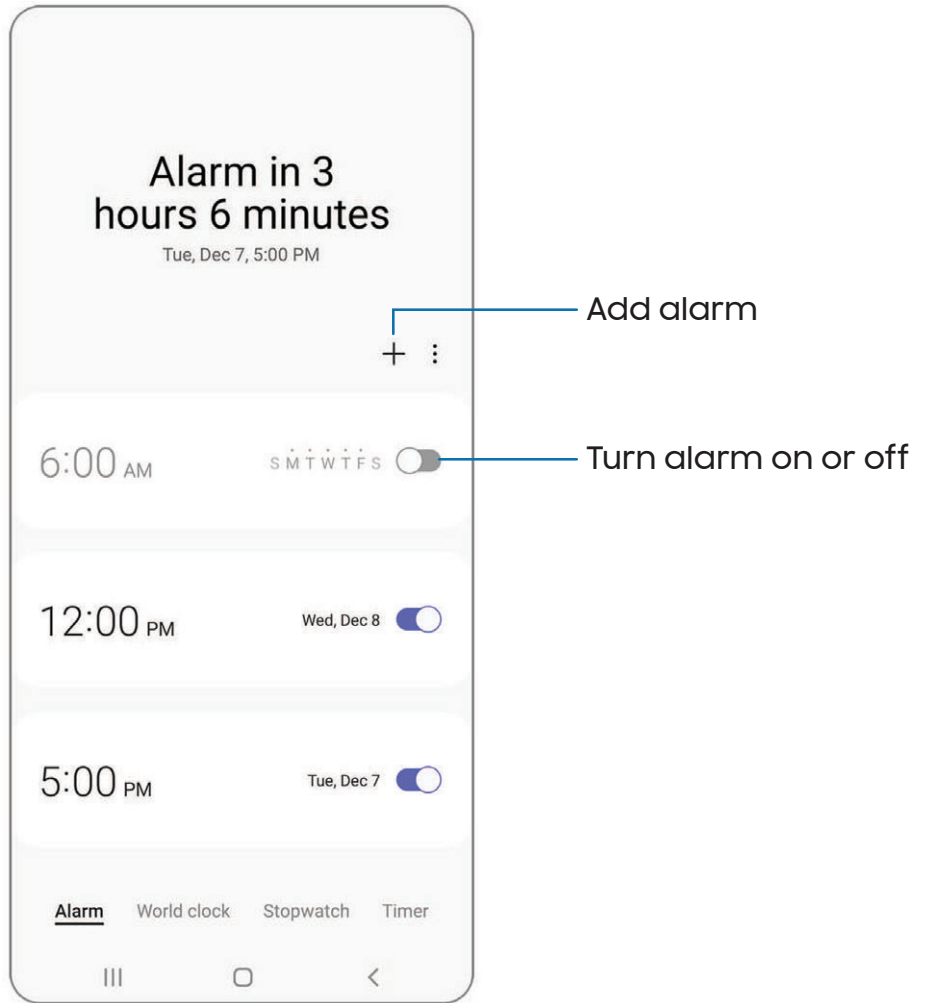 Alarm in 3
hours 6 minutes
Tue, Dec 7, 5:00 PM
Add alarm
6:00 AM S M T W T F S
Turn alarm on or off
12:00 PM Wed, Dec 8
5:00 PM Tue, Dec 7
Alarm World clock Stopwatch Timer